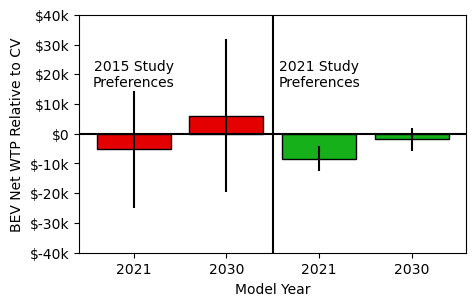 $40k
$30k
$20k
$10k
$0
$-10k
$-20k
$-30k
$-40k
BEV Net WTP Relative to CV
2015 Study
Preferences
2021 Study
Preferences
2021
2030
2021
2030
Model Year